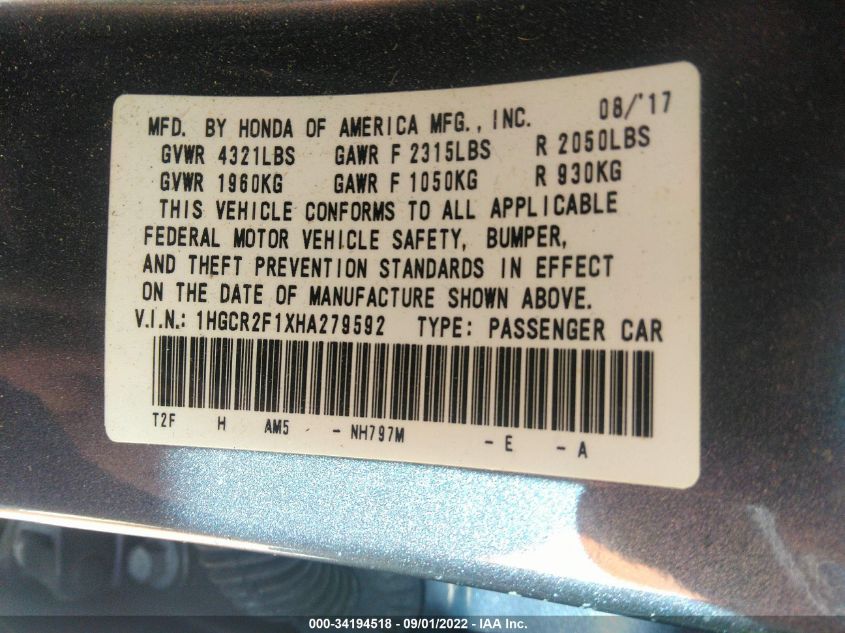 08/'17
MFD. BY HONDA OF AMERICA MFG., INC.
GVWR 4321LBS GAWR F 2315LBS R 2050LBS
GVWR 1960KG GAWR F 1050KG R 930KG
THIS VEHICLE CONFORMS TO ALL APPLICABLE
FEDERAL MOTOR VEHICLE SAFETY, BUMPER,
AND THEFT PREVENTION STANDARDS IN EFFECT
ON THE DATE OF MANUFACTURE SHOWN ABOVE.
V.I.N.: 1HGCR2F1XHA279592 TYPE: PASSENGER CAR
T2F H AM5 - NH797M - E - A
000-34194518 - 09/01/2022 - IAA Inc.